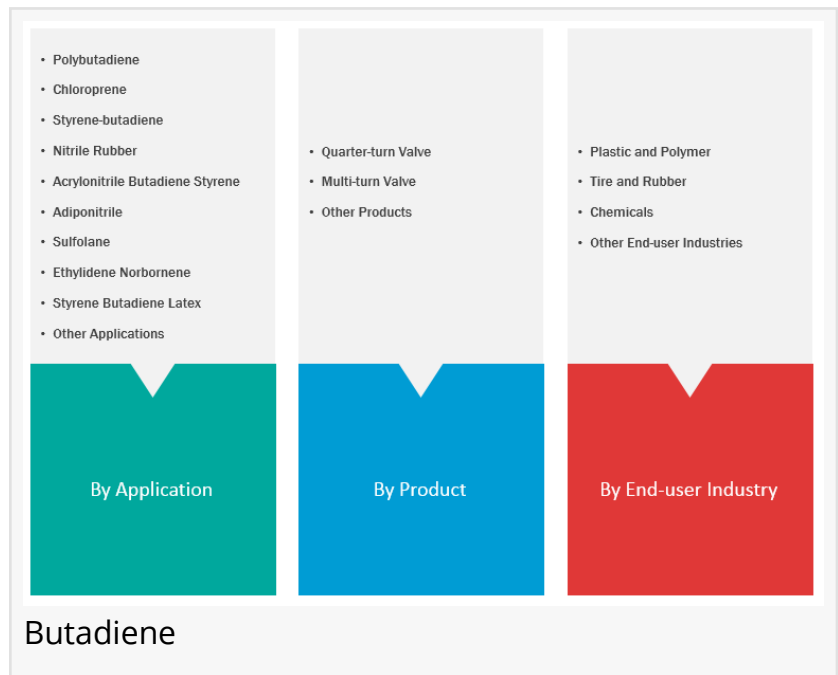 • Polybutadiene
• Chloroprene
• Styrene-butadiene
• Nitrile Rubber
• Acrylonitrile Butadiene Styrene
• Adiponitrile
• Sulfolane
• Ethylidene Norbornene
• Styrene Butadiene Latex
• Other Applications
By Application
• Quarter-turn Valve
• Multi-turn Valve
• Other Products
By Product
• Plastic and Polymer
• Tire and Rubber
• Chemicals
• Other End-user Industries
By End-user Industry
Butadiene